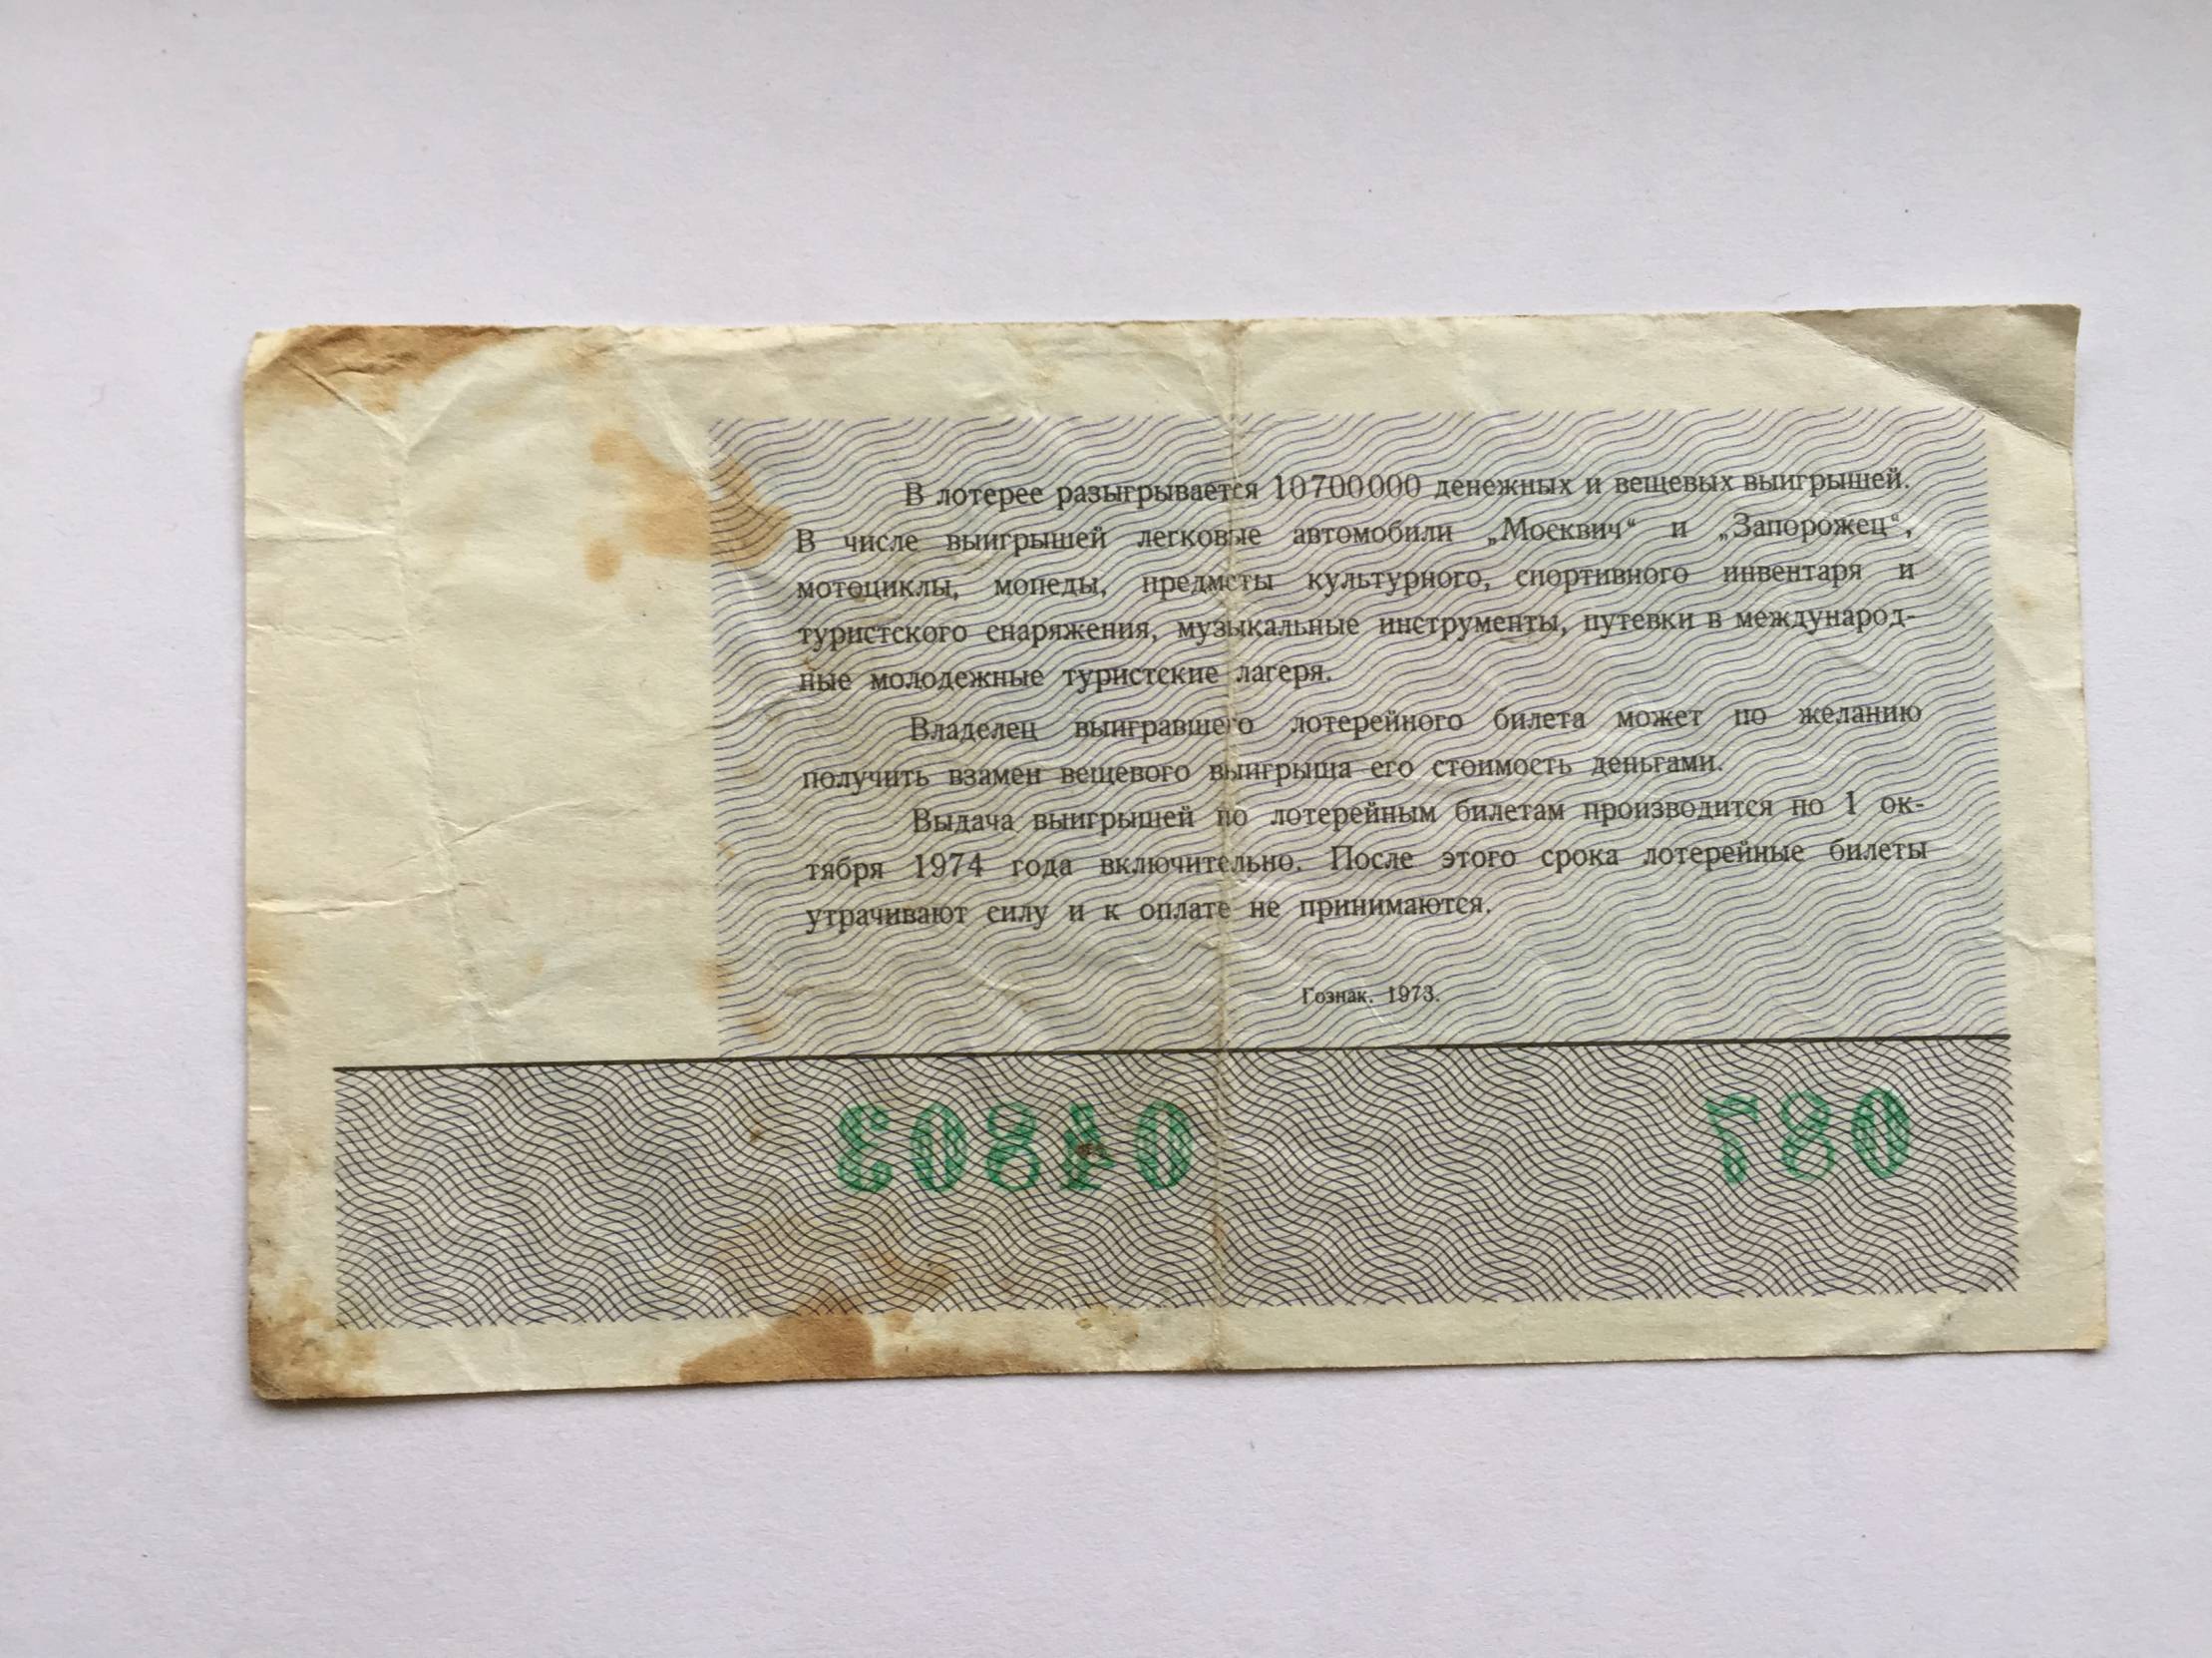 В лотерее разыгрывается 10700000 денежных и вещевых выигрышей.
В числе выигрышей легковые автомобили „Москвич“ и „Запорожец“,
мотоциклы, мопеды, предметы культурного, спортивного инвентаря и
туристского снаряжения, музыкальные инструменты, путевки в международ-
ные молодежные туристские лагеря.
Владелец выигравшего лотерейного билета может по желанию
получить взамен вещевого выигрыша его стоимость деньгами.
Выдача выигрышей по лотерейным билетам производится по 1 ок-
тября 1974 года включительно. После этого срока лотерейные билеты
утрачивают силу и к оплате не принимаются.
Гознак. 1973.
087